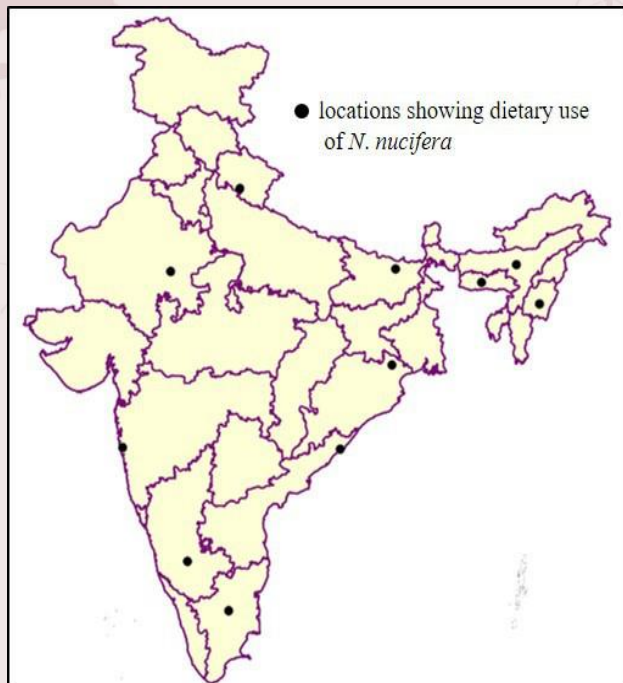 ● locations showing dietary use
of N. nucifera